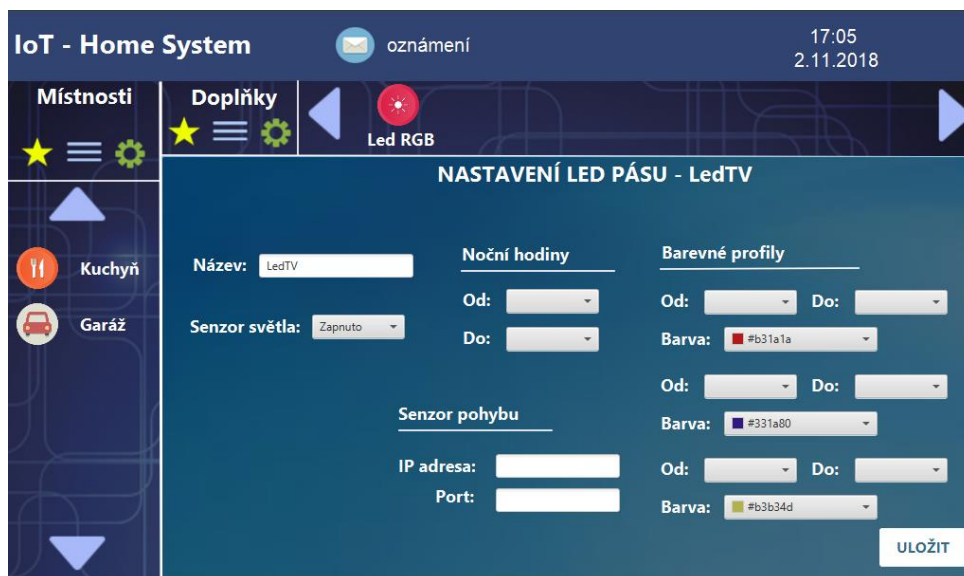 IoT - Home System
oznámení
17:05
2.11.2018
Místnosti
Doplňky
Led RGB
Kuchyň
Garáž
NASTAVENÍ LED PÁSU - LedTV
Název: LedTV
Senzor světla: Zapnuto
Noční hodiny
Od:
Do:
Senzor pohybu
IP adresa:
Port:
Barevné profily
Od: Do:
Barva: #b31a1a
Od: Do:
Barva: #331a80
Od: Do:
Barva: #b3b34d
ULOŽIT